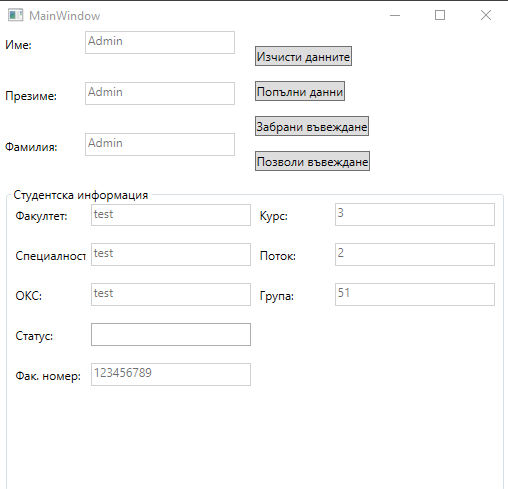 MainWindow
Име: Admin
Изчисти данните
Попълни данни
Презиме: Admin
Забрани въвеждане
Фамилия: Admin
Позволи въвеждане
Студентска информация
Факултет: test Курс: 3
Специалност test Поток: 2
ОКС: test Група: 51
Статус:
Фак. номер: 123456789